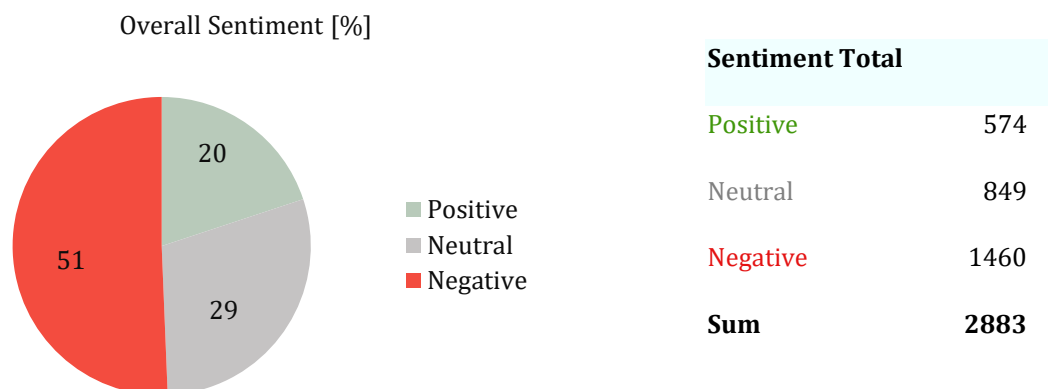 Overall Sentiment [%]
20
29
51
Positive
Neutral
Negative
Sentiment Total
Positive 574
Neutral 849
Negative 1460
Sum 2883